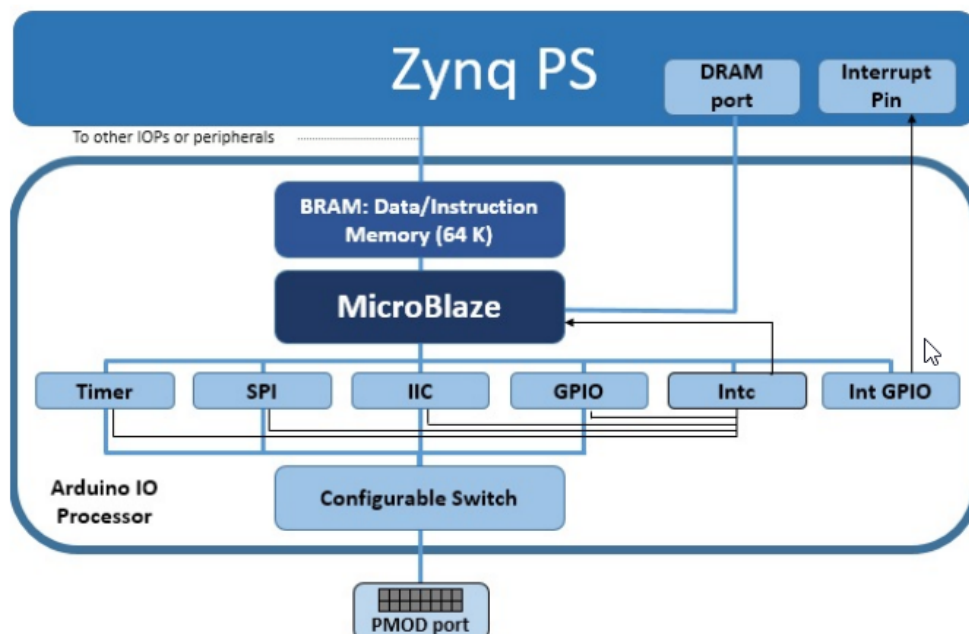 Zynq PS
DRAM
port
Interrupt
Pin
To other IOPs or peripherals
BRAM: Data/Instruction
Memory (64 K)
MicroBlaze
Timer
SPI
IIC
GPIO
Intc
Int GPIO
Configurable Switch
Arduino IO
Processor
PMOD port